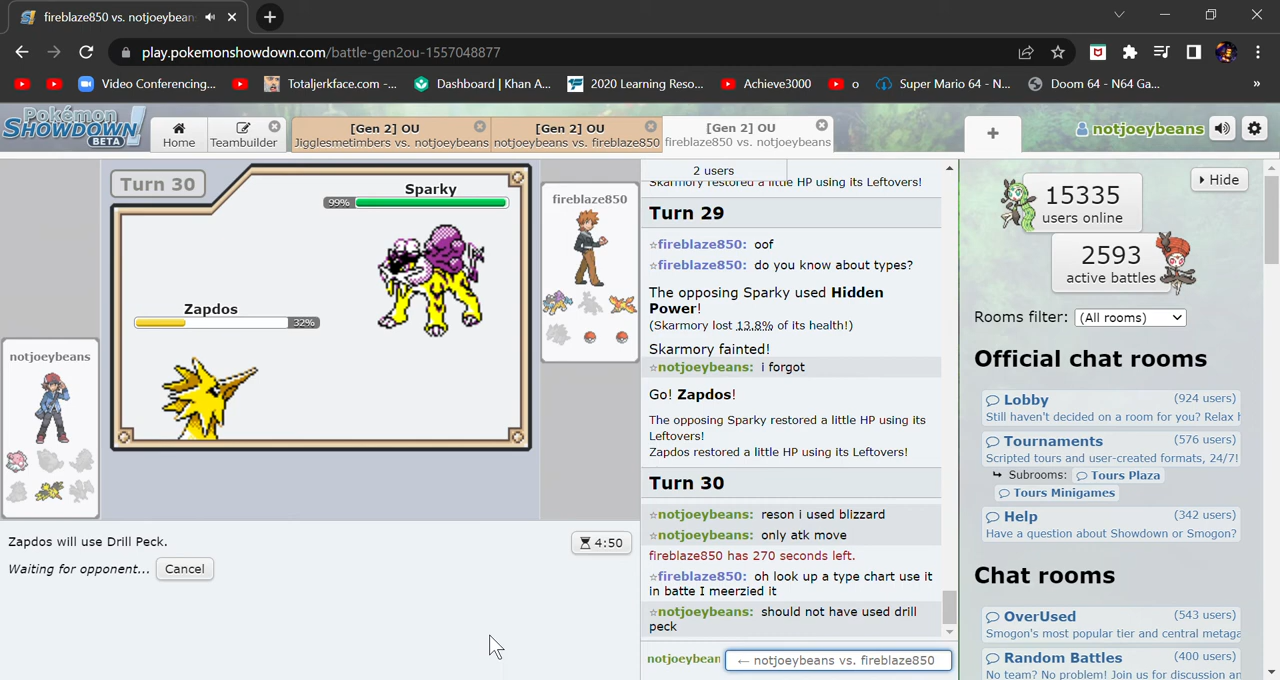 fireblaze850 vs. notjoeybeans
play.pokemonshowdown.com/battle-gen2ou-1557048877
Video Conferencing...
Totaljerkface.com -...
Dashboard | Khan A...
2020 Learning Reso...
Achieve3000
o
Super Mario 64 - N...
Doom 64 - N64 Ga...
»
Pokémon
SHOWDOWN!
BETA
Home
Teambuilder
[Gen 2] OU
Jigglesmetimbers vs. notjoeybeans
[Gen 2] OU
notjoeybeans vs. fireblaze850
[Gen 2] OU
fireblaze850 vs. notjoeybeans
notjoeybeans
Turn 30
Sparky
99%
Zapdos
32%
fireblaze850
notjoeybeans
Zapdos will use Drill Peck.
4:50
Waiting for opponent...
Cancel
2 users
Skarmory restored a little HP using its Leftovers!
Turn 29
☆fireblaze850: oof
☆fireblaze850: do you know about types?
The opposing Sparky used Hidden
Power!
(Skarmory lost 13.8% of its health!)
Skarmory fainted!
☆notjoeybeans: i forgot
Go! Zapdos!
The opposing Sparky restored a little HP using its
Leftovers!
Zapdos restored a little HP using its Leftovers!
Turn 30
☆notjoeybeans: reson i used blizzard
☆notjoeybeans: only atk move
fireblaze850 has 270 seconds left.
☆fireblaze850: oh look up a type chart use it
in batte I meerzied it
☆notjoeybeans: should not have used drill
peck
notjoeybean
← notjoeybeans vs. fireblaze850
15335
users online
Hide
2593
active battles
Rooms filter: (All rooms)
Official chat rooms
Lobby (924 users)
Still haven't decided on a room for you? Relax
Tournaments (576 users)
Scripted tours and user-created formats, 24/7!
Subrooms: Tours Plaza
Tours Minigames
Help (342 users)
Have a question about Showdown or Smogon?
Chat rooms
OverUsed (543 users)
Smogon's most popular tier and central metaga
Random Battles (400 users)
No team? No problem! Join us for discussion an